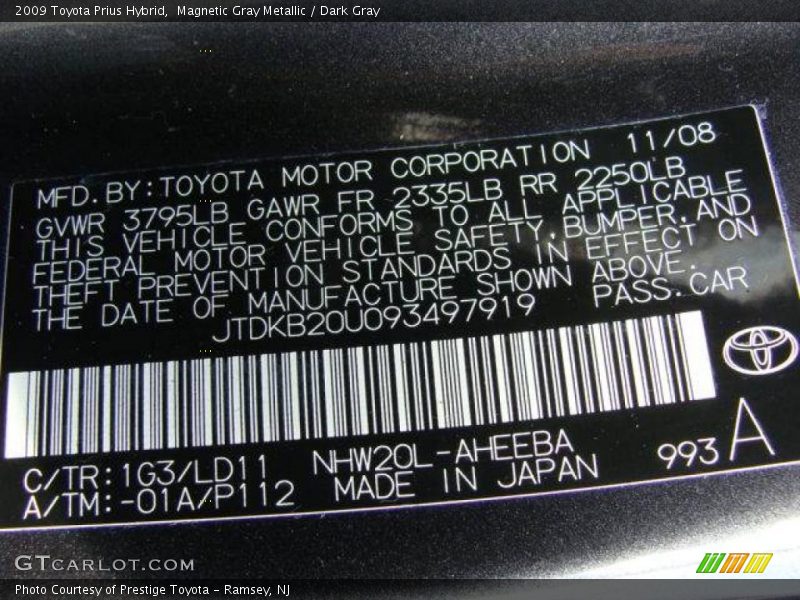 2009 Toyota Prius Hybrid, Magnetic Gray Metallic / Dark Gray
MFD. BY: TOYOTA MOTOR CORPORATION 11/08
GVWR 3795LB GAWR FR 2335LB RR 2250LB
THIS VEHICLE CONFORMS TO ALL APPLICABLE
FEDERAL MOTOR VEHICLE SAFETY, BUMPER, AND
THEFT PREVENTION STANDARDS IN EFFECT ON
THE DATE OF MANUFACTURE SHOWN ABOVE.
JTDKB20U093497919 PASS. CAR
C/TR: 1G3/LD11 NHW20L-AHEEBA 993 A
A/TM: -01A/P112 MADE IN JAPAN
GTCARLOT.COM
Photo Courtesy of Prestige Toyota - Ramsey, NJ